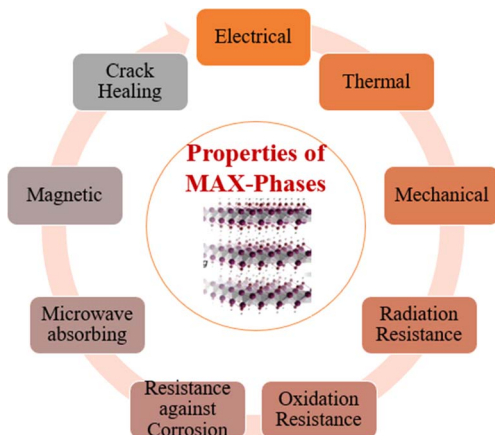 Electrical
Thermal
Mechanical
Radiation
Resistance
Oxidation
Resistance
Resistance
against
Corrosion
Microwave
absorbing
Magnetic
Crack
Healing
Properties of
MAX-Phases